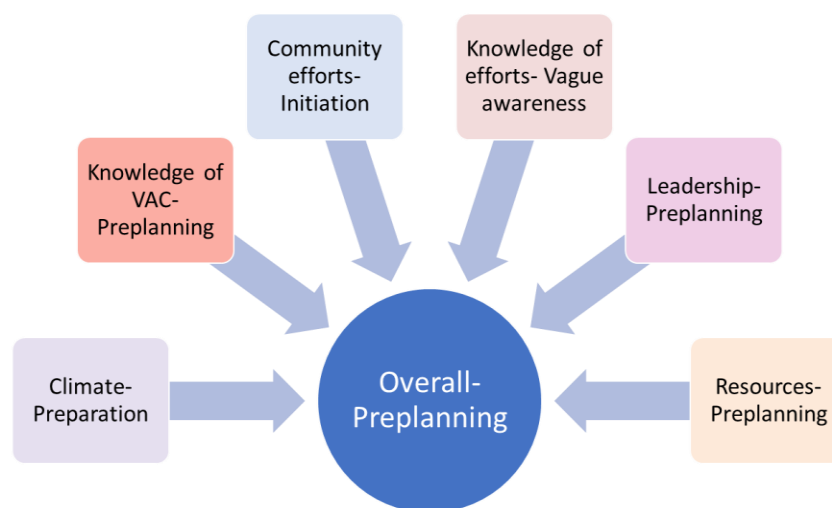 Community
efforts-
Initiation
Knowledge of
efforts- Vague
awareness
Knowledge of
VAC-
Preplanning
Leadership-
Preplanning
Climate-
Preparation
Overall-
Preplanning
Resources-
Preplanning